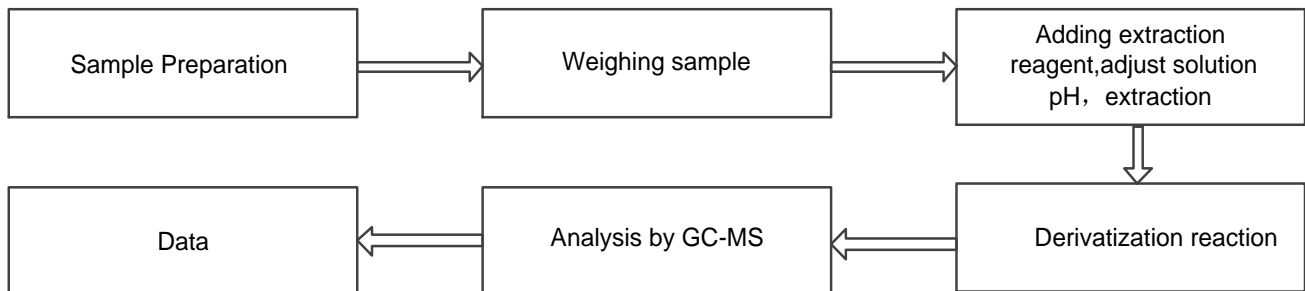 Sample Preparation
Weighing sample
Adding extraction
reagent,adjust solution
pH，extraction
Derivatization reaction
Analysis by GC-MS
Data